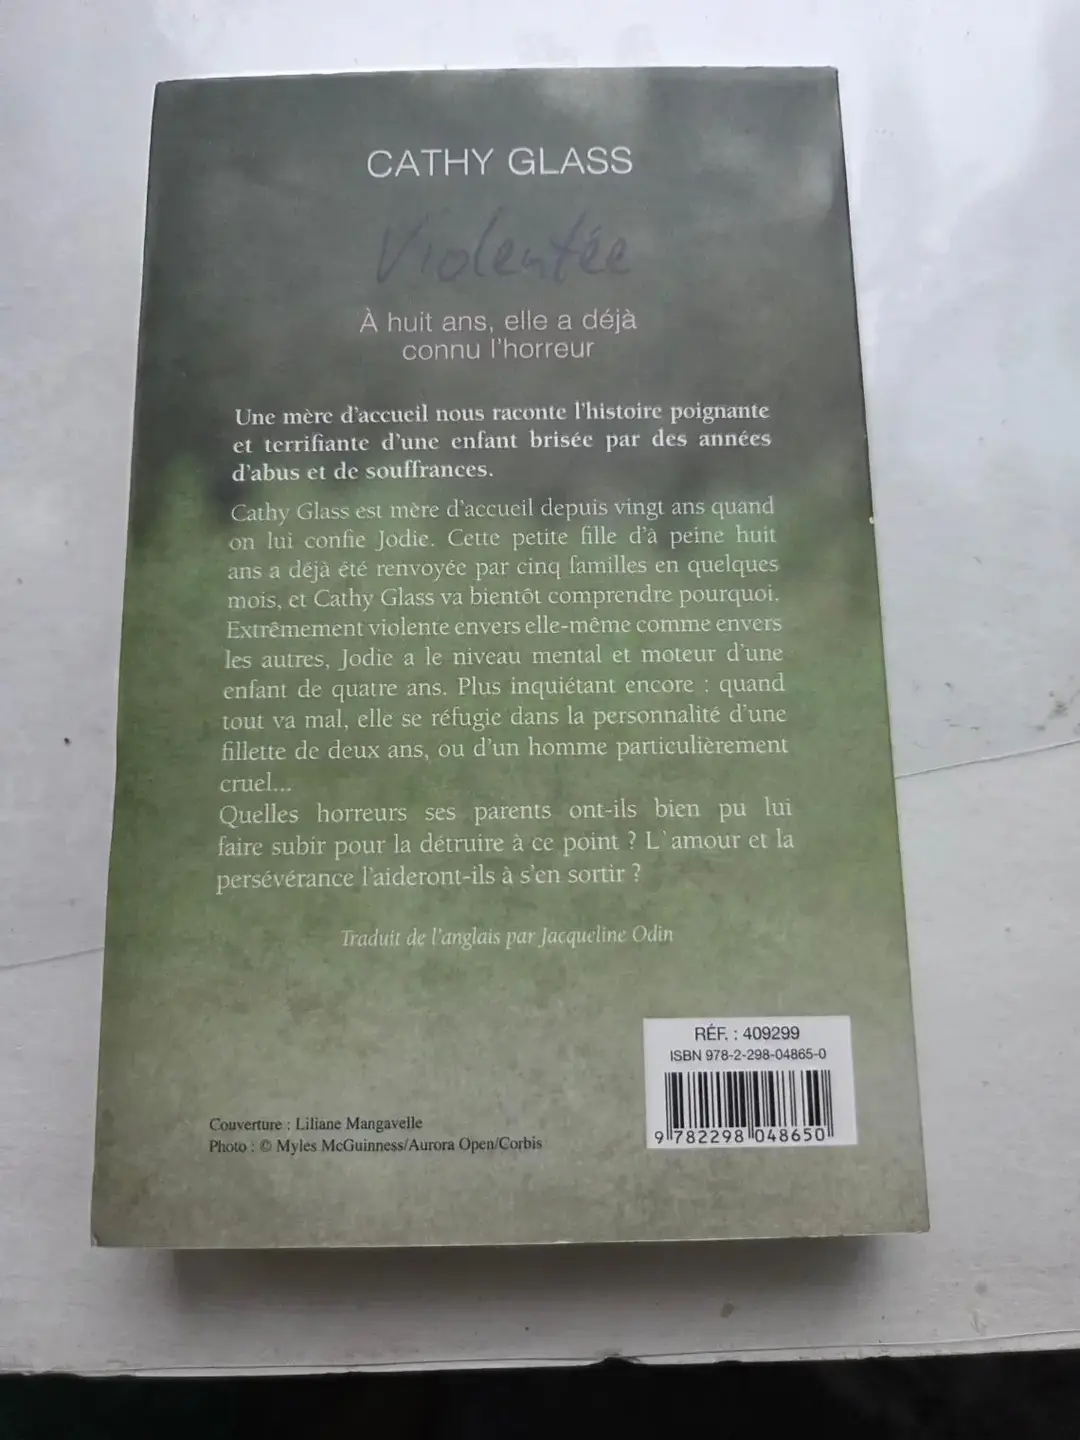 CATHY GLASS
Violentée
À huit ans, elle a déjà
connu l'horreur
Une mère d'accueil nous raconte l'histoire poignante
et terrifiante d'une enfant brisée par des années
d'abus et de souffrances.
Cathy Glass est mère d'accueil depuis vingt ans quand
on lui confie Jodie. Cette petite fille d'à peine huit
ans a déjà été renvoyée par cinq familles en quelques
mois, et Cathy Glass va bientôt comprendre pourquoi.
Extrêmement violente envers elle-même comme envers
les autres, Jodie a le niveau mental et moteur d'une
enfant de quatre ans. Plus inquiétant encore : quand
tout va mal, elle se réfugie dans la personnalité d'une
fillette de deux ans, ou d'un homme particulièrement
cruel...
Quelles horreurs ses parents ont-ils bien pu lui
faire subir pour la détruire à ce point ? L' amour et la
persévérance l'aideront-ils à s'en sortir ?
Traduit de l'anglais par Jacqueline Odin
RÉF. : 409299
ISBN 978-2-298-04865-0
9 782298 048650
Couverture : Liliane Mangavelle
Photo : © Myles McGuinness/Aurora Open/Corbis